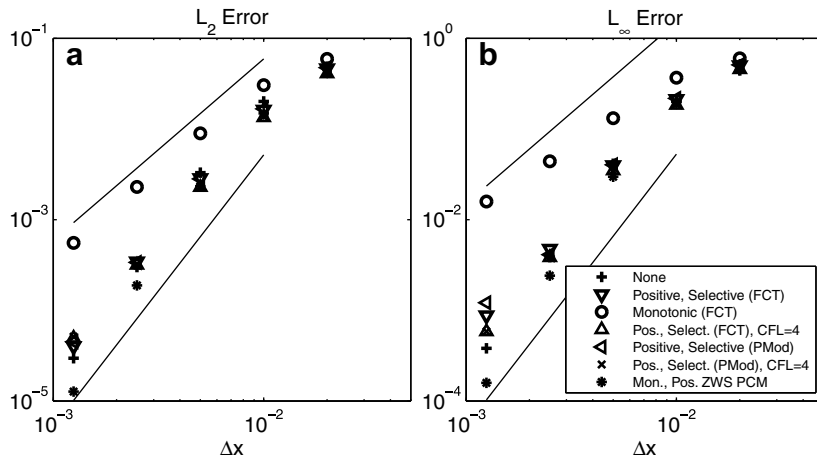 L₂ Error
10⁻¹
10⁻³
10⁻⁵
10⁻³
10⁻²
Δx
a
L∞ Error
10⁰
10⁻²
10⁻⁴
10⁻³
10⁻²
Δx
b
None
Positive, Selective (FCT)
Monotonic (FCT)
Pos., Select. (FCT), CFL=4
Positive, Selective (PMod)
Pos., Select. (PMod), CFL=4
Mon., Pos. ZWS PCM